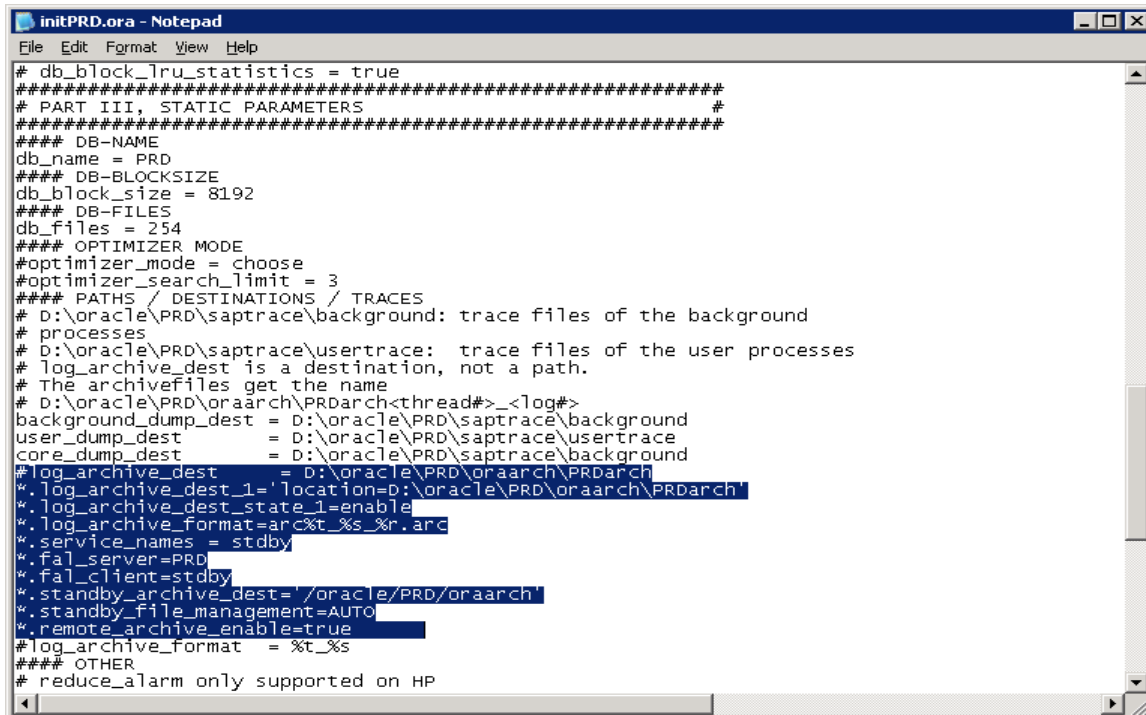 initPRD.ora - Notepad
File Edit Format View Help
# db_block_lru_statistics = true
###########################################################
# PART III, STATIC PARAMETERS #
###########################################################
#### DB-NAME
db_name = PRD
#### DB-BLOCKSIZE
db_block_size = 8192
#### DB-FILES
db_files = 254
#### OPTIMIZER MODE
#optimizer_mode = choose
#optimizer_search_limit = 3
#### PATHS / DESTINATIONS / TRACES
# D:\oracle\PRD\saptrace\background: trace files of the background
# processes
# D:\oracle\PRD\saptrace\usertrace: trace files of the user processes
# log_archive_dest is a destination, not a path.
# The archivefiles get the name
# D:\oracle\PRD\oraarch\PRDarch<thread#>_<log#>
background_dump_dest = D:\oracle\PRD\saptrace\background
user_dump_dest = D:\oracle\PRD\saptrace\usertrace
core_dump_dest = D:\oracle\PRD\saptrace\background
#log_archive_dest = D:\oracle\PRD\oraarch\PRDarch
*.log_archive_dest_1='location=D:\oracle\PRD\oraarch\PRDarch'
*.log_archive_dest_state_1=enable
*.log_archive_format=arc%t_%s_%r.arc
*.service_names = stdby
*.fal_server=PRD
*.fal_client=stdby
*.standby_archive_dest='/oracle/PRD/oraarch'
*.standby_file_management=AUTO
*.remote_archive_enable=true
#log_archive_format = %t_%s
#### OTHER
# reduce_alarm only supported on HP